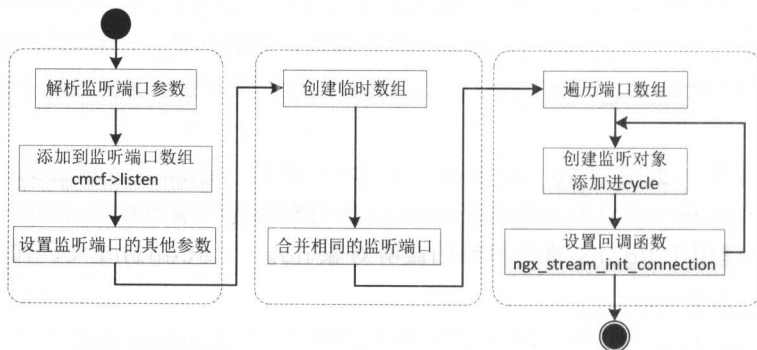 解析监听端口参数
添加到监听端口数组
cmcf->listen
设置监听端口的其他参数
创建临时数组
合并相同的监听端口
遍历端口数组
创建监听对象
添加进cycle
设置回调函数
ngx_stream_init_connection